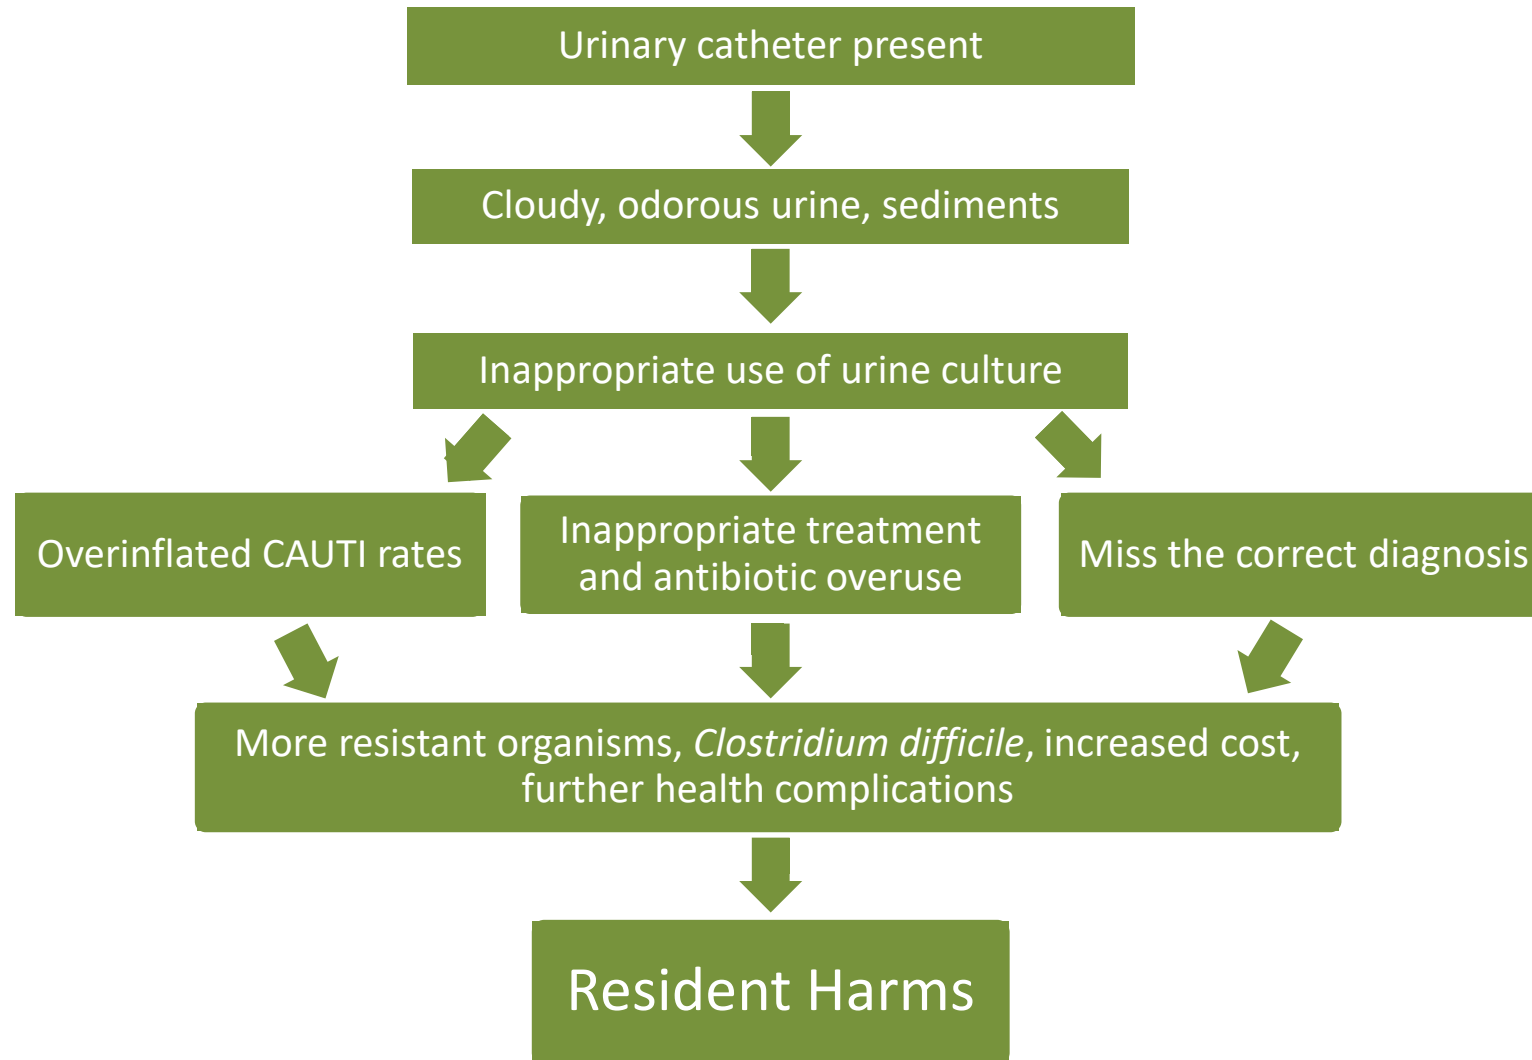 Urinary catheter present
Cloudy, odorous urine, sediments
Inappropriate use of urine culture
Overinflated CAUTI rates
Inappropriate treatment
and antibiotic overuse
Miss the correct diagnosis
More resistant organisms, Clostridium difficile, increased cost,
further health complications
Resident Harms